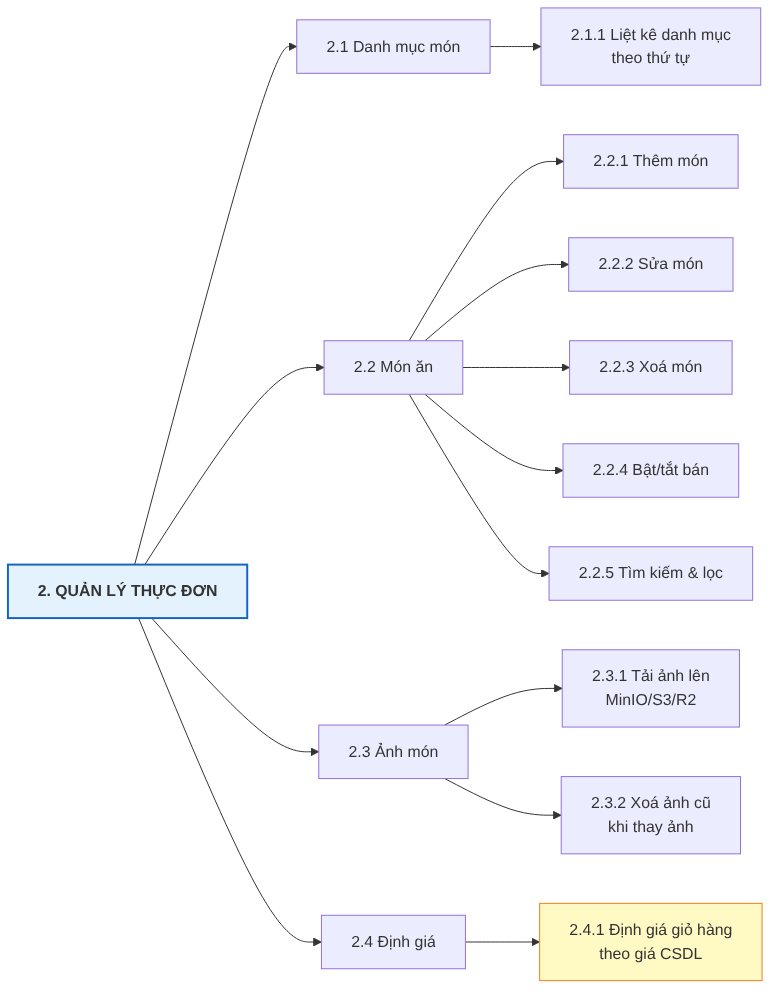 2. QUẢN LÝ THỰC ĐƠN
2.1 Danh mục món
2.1.1 Liệt kê danh mục
theo thứ tự
2.2 Món ăn
2.2.1 Thêm món
2.2.2 Sửa món
2.2.3 Xoá món
2.2.4 Bật/tắt bán
2.2.5 Tìm kiếm & lọc
2.3 Ảnh món
2.3.1 Tải ảnh lên
MinIO/S3/R2
2.3.2 Xoá ảnh cũ
khi thay ảnh
2.4 Định giá
2.4.1 Định giá giỏ hàng
theo giá CSDL